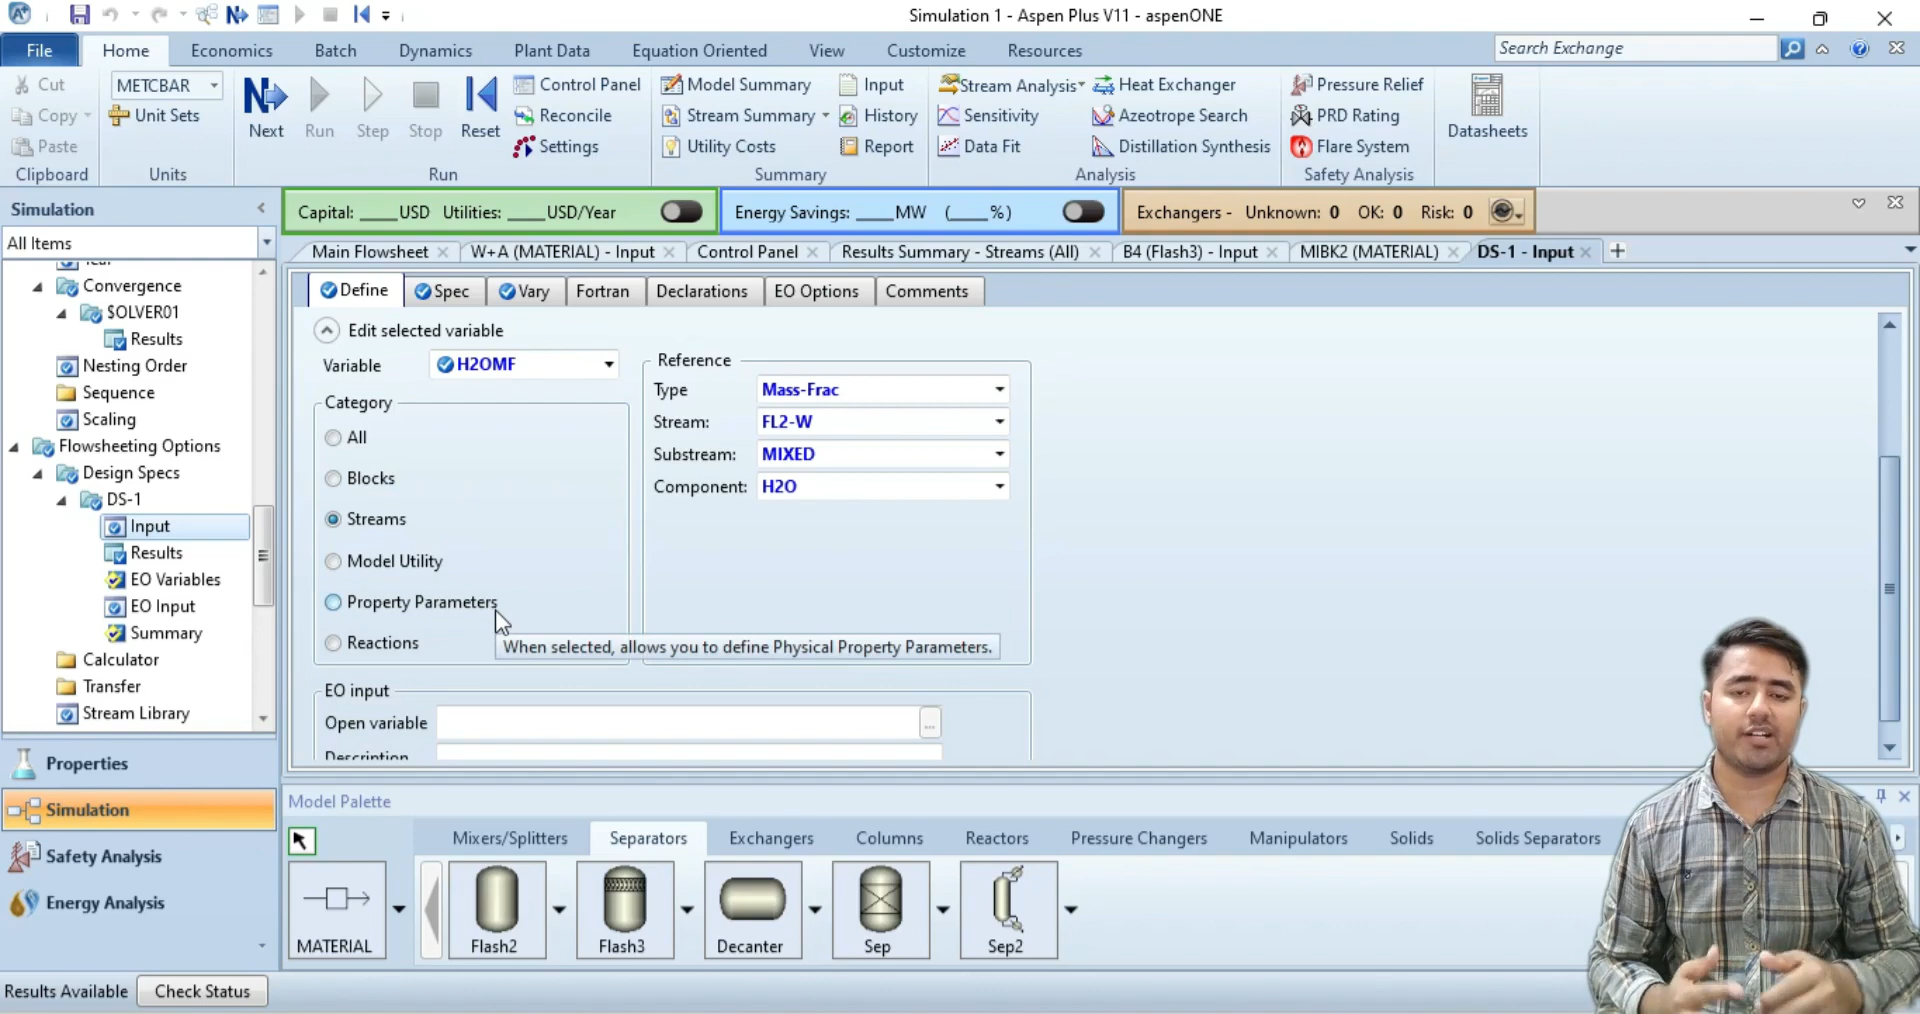 Simulation 1 - Aspen Plus V11 - aspenONE
File Home Economics Batch Dynamics Plant Data Equation Oriented View Customize Resources Search Exchange
Cut METCBAR Control Panel Model Summary Input Stream Analysis Heat Exchanger Pressure Relief
Copy Unit Sets Reconcile Stream Summary History Sensitivity Azeotrope Search PRD Rating
Next Run Step Stop Reset Datasheets
Paste Settings Utility Costs Report Data Fit Distillation Synthesis Flare System
Clipboard Units Run Summary Analysis Safety Analysis
Simulation
Capital: ____USD Utilities: ____USD/Year Energy Savings: ____MW (____%) Exchangers - Unknown: 0 OK: 0 Risk: 0
All Items
Main Flowsheet W+A (MATERIAL) - Input Control Panel Results Summary - Streams (All) B4 (Flash3) - Input MIBK2 (MATERIAL) DS-1 - Input
Convergence
$OLVER01
Results
Nesting Order
Sequence
Scaling
Flowsheeting Options
Design Specs
DS-1
Input
Results
EO Variables
EO Input
Summary
Calculator
Transfer
Stream Library
Define Spec Vary Fortran Declarations EO Options Comments
Edit selected variable
Variable H2OMF
Category
All
Blocks
Streams
Model Utility
Property Parameters
Reactions
Reference
Type Mass-Frac
Stream: FL2-W
Substream: MIXED
Component: H2O
When selected, allows you to define Physical Property Parameters.
EO input
Open variable ...
Description
Properties
Simulation
Safety Analysis
Energy Analysis
Model Palette
Mixers/Splitters Separators Exchangers Columns Reactors Pressure Changers Manipulators Solids Solids Separators
MATERIAL Flash2 Flash3 Decanter Sep Sep2
Results Available Check Status